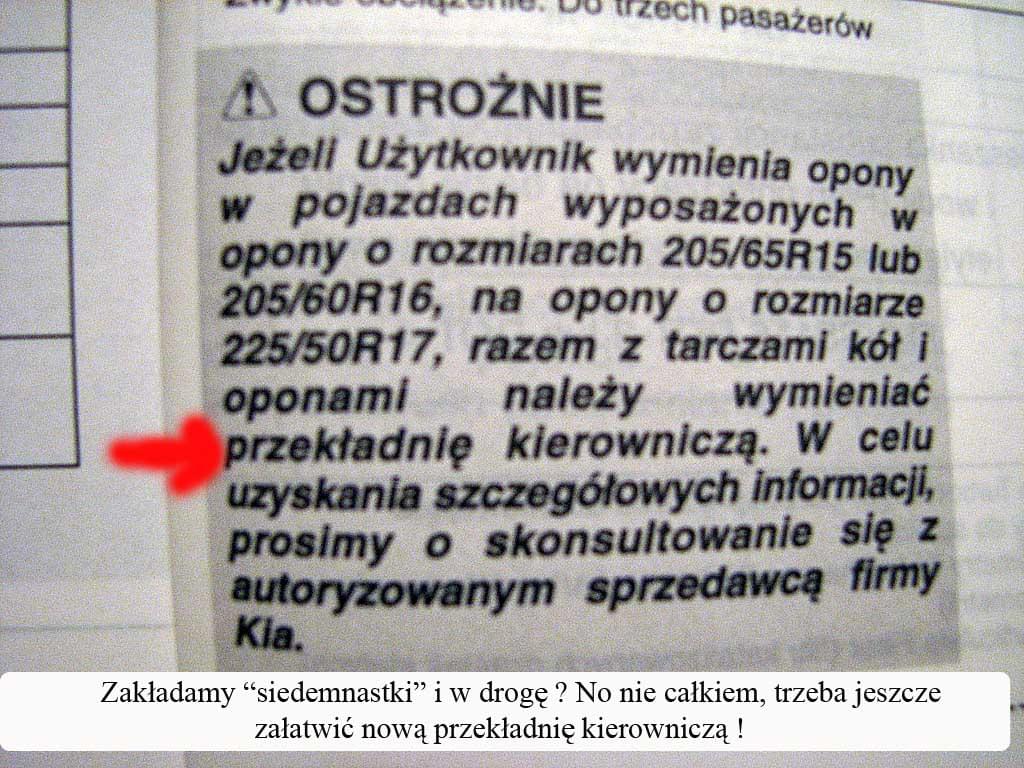 Zwykłe obciążenie: Do trzech pasażerów
OSTROŻNIE
Jeżeli Użytkownik wymienia opony
w pojazdach wyposażonych w
opony o rozmiarach 205/65R15 lub
205/60R16, na opony o rozmiarze
225/50R17, razem z tarczami kół i
oponami należy wymieniać
przekładnię kierowniczą. W celu
uzyskania szczegółowych informacji,
prosimy o skonsultowanie się z
autoryzowanym sprzedawcą firmy
Kia.
Zakładamy “siedemnastki” i w drogę ? No nie całkiem, trzeba jeszcze
załatwić nową przekładnię kierowniczą !